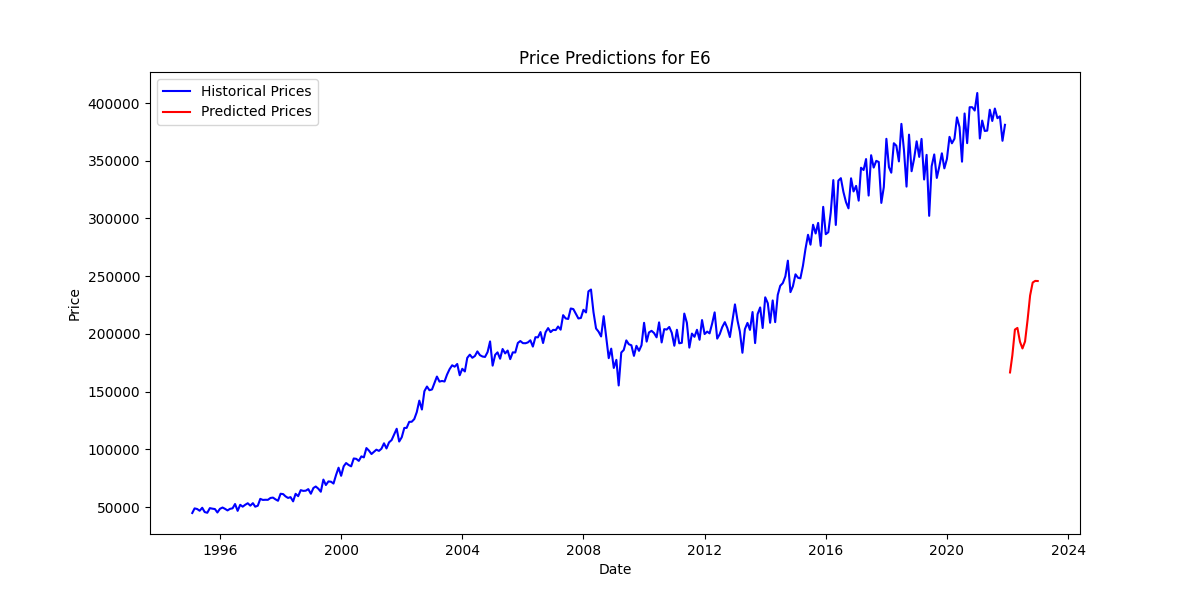 Price Predictions for E6
Historical Prices
Predicted Prices
400000
350000
300000
250000
200000
150000
100000
50000
Price
1996 2000 2004 2008 2012 2016 2020 2024
Date